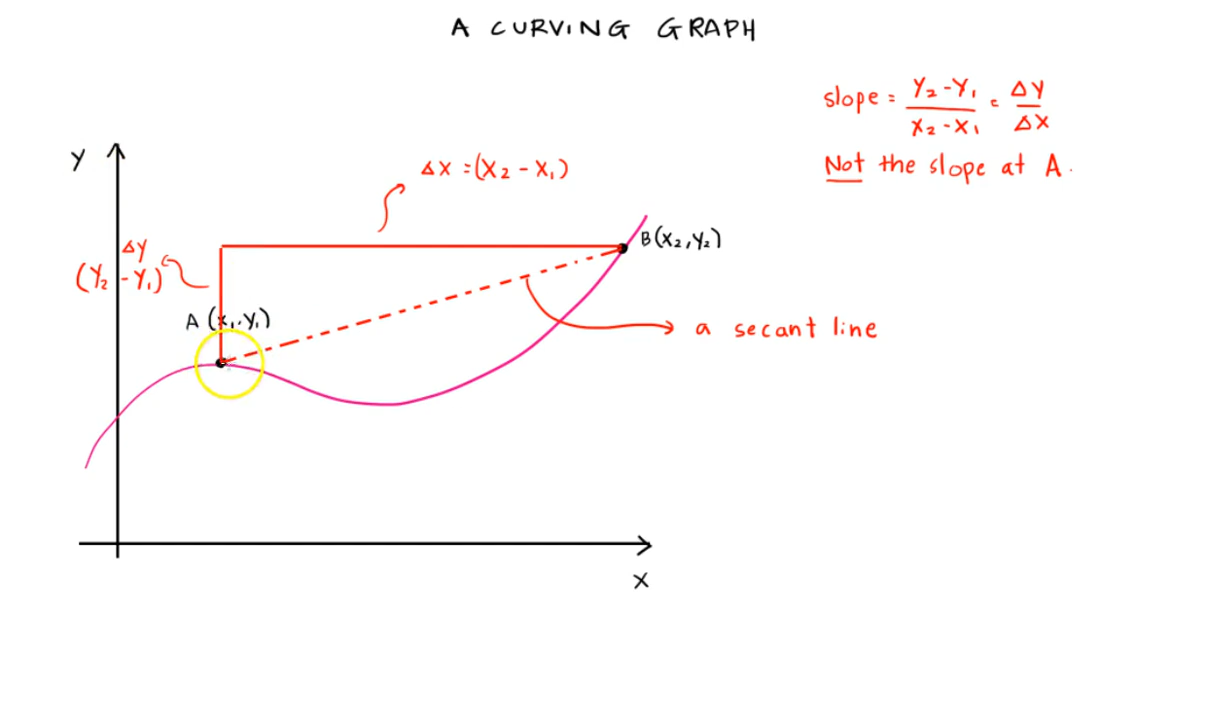 A CURVING GRAPH
slope = Y₂-Y₁ / X₂-X₁ = ΔY / ΔX
Not the slope at A.
Y
ΔX =(X₂ - X₁)
ΔY
(Y₂ - Y₁)
B(X₂,Y₂)
A (X₁,Y₁)
a secant line
X